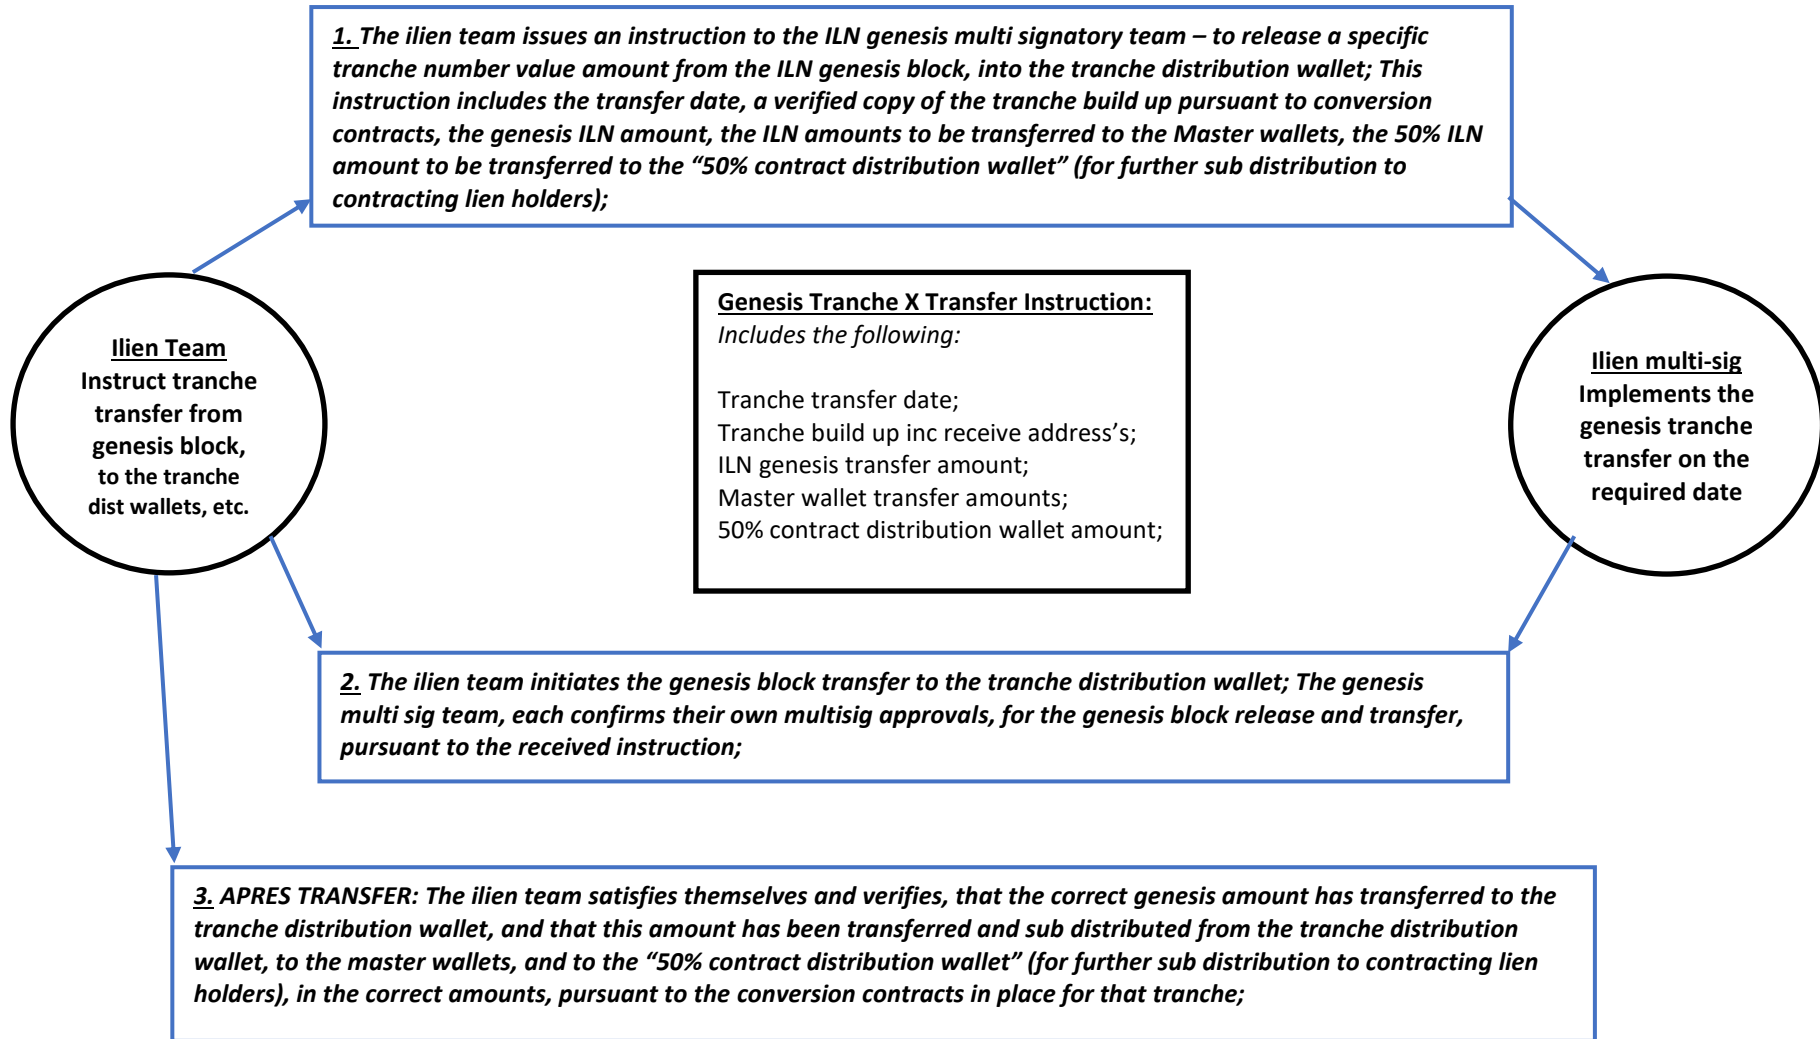 1. The ilien team issues an instruction to the ILN genesis multi signatory team – to release a specific
tranche number value amount from the ILN genesis block, into the tranche distribution wallet; This
instruction includes the transfer date, a verified copy of the tranche build up pursuant to conversion
contracts, the genesis ILN amount, the ILN amounts to be transferred to the Master wallets, the 50% ILN
amount to be transferred to the “50% contract distribution wallet” (for further sub distribution to
contracting lien holders);
Ilien Team
Instruct tranche
transfer from
genesis block,
to the tranche
dist wallets, etc.
Genesis Tranche X Transfer Instruction:
Includes the following:
Tranche transfer date;
Tranche build up inc receive address’s;
ILN genesis transfer amount;
Master wallet transfer amounts;
50% contract distribution wallet amount;
Ilien multi-sig
Implements the
genesis tranche
transfer on the
required date
2. The ilien team initiates the genesis block transfer to the tranche distribution wallet; The genesis
multi sig team, each confirms their own multisig approvals, for the genesis block release and transfer,
pursuant to the received instruction;
3. APRES TRANSFER: The ilien team satisfies themselves and verifies, that the correct genesis amount has transferred to the
tranche distribution wallet, and that this amount has been transferred and sub distributed from the tranche distribution
wallet, to the master wallets, and to the “50% contract distribution wallet” (for further sub distribution to contracting lien
holders), in the correct amounts, pursuant to the conversion contracts in place for that tranche;